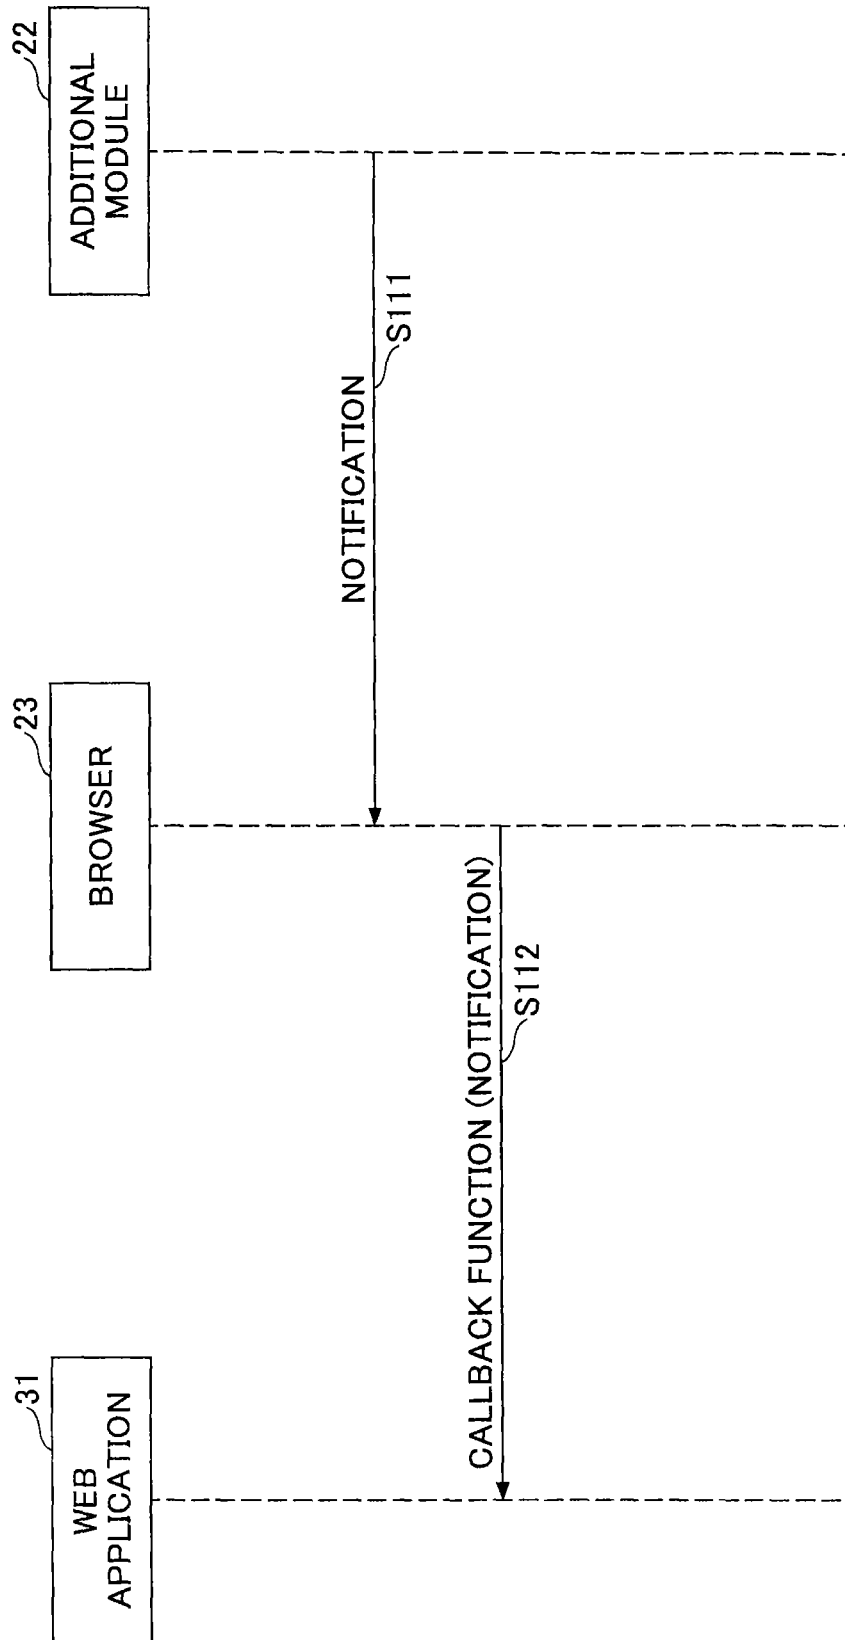 31
WEB
APPLICATION
23
BROWSER
22
ADDITIONAL
MODULE
NOTIFICATION
S111
CALLBACK FUNCTION (NOTIFICATION)
S112